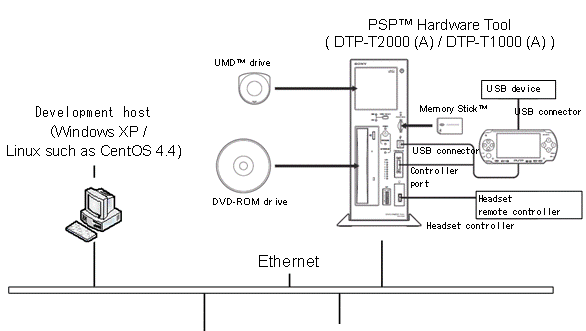 PSP™ Hardware Tool
( DTP-T2000 (A) / DTP-T1000 (A) )
UMD™ drive
USB device
Memory Stick™
USB connector
Development host
(Windows XP /
Linux such as CentOS 4.4)
USB connector
Controller
port
DVD-ROM drive
Headset
remote controller
Headset controller
Ethernet